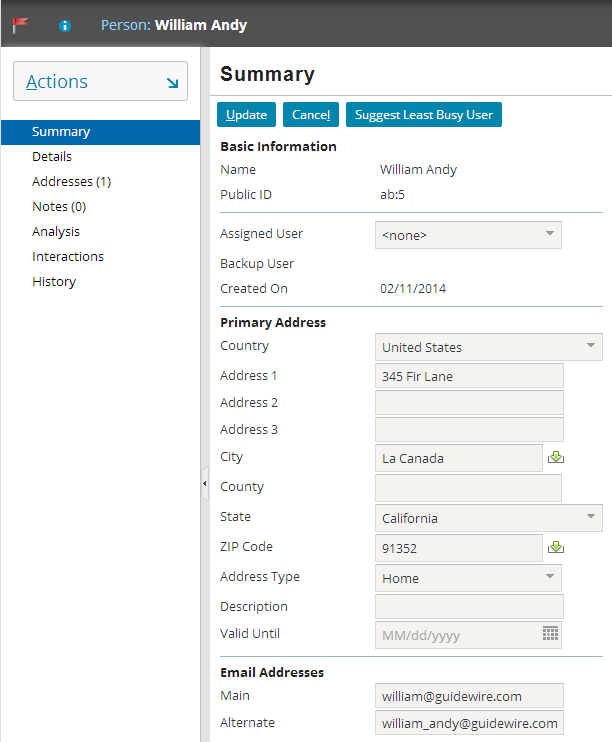 Person: William Andy
Actions
Summary
Details
Addresses (1)
Notes (0)
Analysis
Interactions
History
Summary
Update Cancel Suggest Least Busy User
Basic Information
Name William Andy
Public ID ab:5
Assigned User <none>
Backup User
Created On 02/11/2014
Primary Address
Country United States
Address 1 345 Fir Lane
Address 2
Address 3
City La Canada
County
State California
ZIP Code 91352
Address Type Home
Description
Valid Until MM/dd/yyyy
Email Addresses
Main william@guidewire.com
Alternate william_andy@guidewire.com